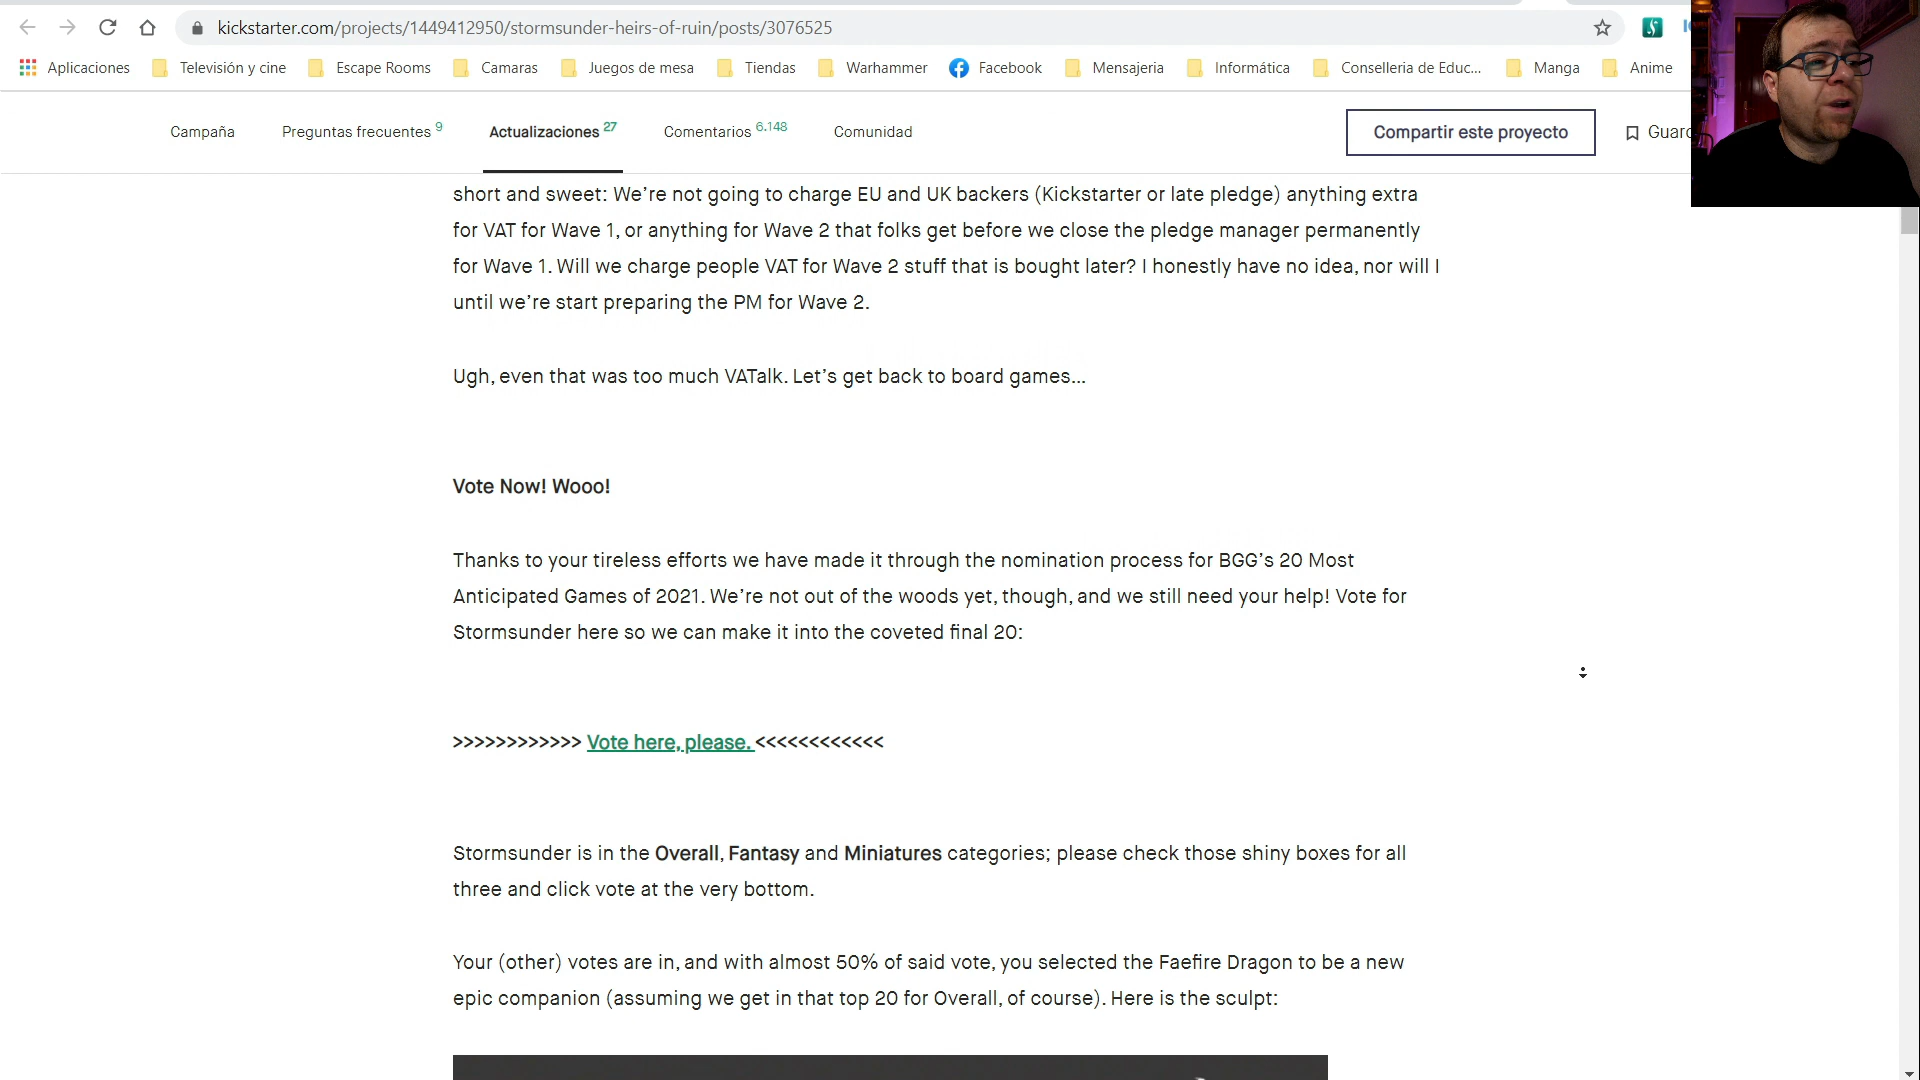 kickstarter.com/projects/1449412950/stormsunder-heirs-of-ruin/posts/3076525
Aplicaciones Televisión y cine Escape Rooms Camaras Juegos de mesa Tiendas Warhammer Facebook Mensajeria Informática Conselleria de Educ... Manga Anime
Campaña Preguntas frecuentes 9 Actualizaciones 27 Comentarios 6.148 Comunidad Compartir este proyecto
short and sweet: We’re not going to charge EU and UK backers (Kickstarter or late pledge) anything extra
for VAT for Wave 1, or anything for Wave 2 that folks get before we close the pledge manager permanently
for Wave 1. Will we charge people VAT for Wave 2 stuff that is bought later? I honestly have no idea, nor will I
until we’re start preparing the PM for Wave 2.
Ugh, even that was too much VATalk. Let’s get back to board games...
Vote Now! Wooo!
Thanks to your tireless efforts we have made it through the nomination process for BGG’s 20 Most
Anticipated Games of 2021. We’re not out of the woods yet, though, and we still need your help! Vote for
Stormsunder here so we can make it into the coveted final 20:
>>>>>>>>>>>> Vote here, please. <<<<<<<<<<<<
Stormsunder is in the Overall, Fantasy and Miniatures categories; please check those shiny boxes for all
three and click vote at the very bottom.
Your (other) votes are in, and with almost 50% of said vote, you selected the Faefire Dragon to be a new
epic companion (assuming we get in that top 20 for Overall, of course). Here is the sculpt: